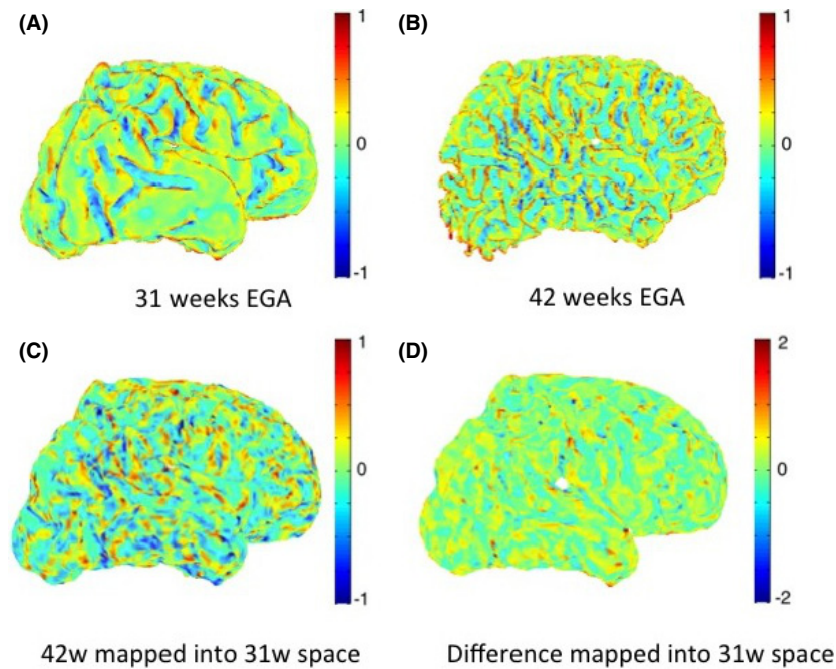 (A)
1
0
-1
31 weeks EGA
(B)
1
0
-1
42 weeks EGA
(C)
1
0
-1
42w mapped into 31w space
(D)
2
0
-2
Difference mapped into 31w space